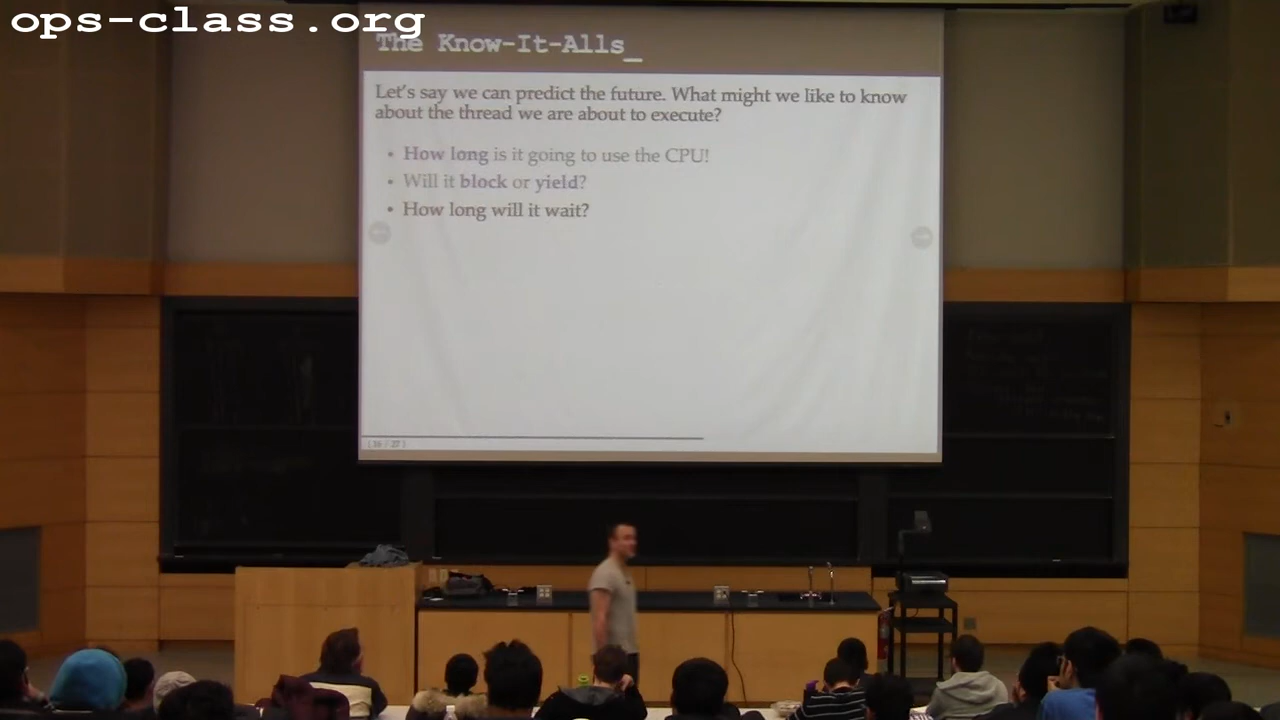 ops-class.org
The Know-It-Alls_
Let's say we can predict the future. What might we like to know
about the thread we are about to execute?
• How long is it going to use the CPU!
• Will it block or yield?
• How long will it wait?
[ 16 / 27 ]